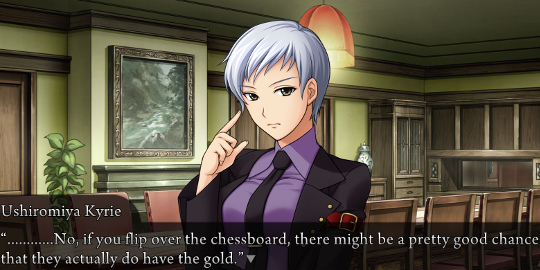 Ushiromiya Kyrie
“............No, if you flip over the chessboard, there might be a pretty good chance
that they actually do have the gold.”